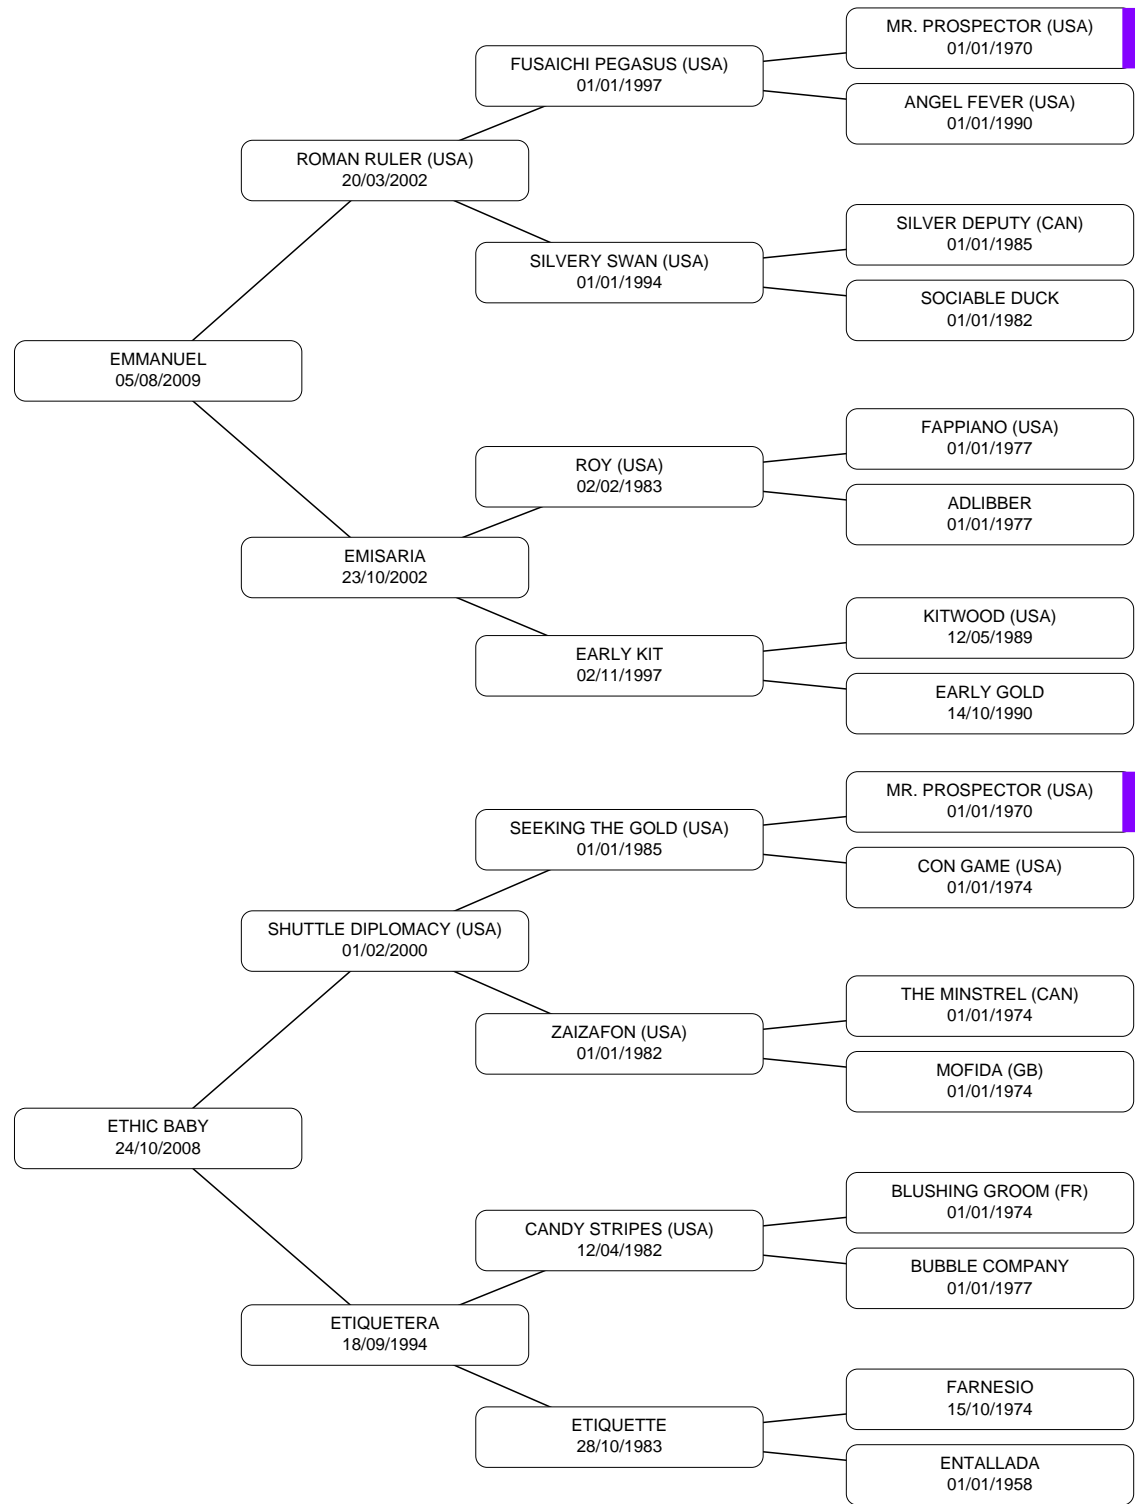 MR. PROSPECTOR (USA)
01/01/1970
FUSAICHI PEGASUS (USA)
01/01/1997
ANGEL FEVER (USA)
01/01/1990
ROMAN RULER (USA)
20/03/2002
SILVER DEPUTY (CAN)
01/01/1985
SILVERY SWAN (USA)
01/01/1994
SOCIABLE DUCK
01/01/1982
EMMANUEL
05/08/2009
FAPPIANO (USA)
01/01/1977
ROY (USA)
02/02/1983
ADLIBBER
01/01/1977
EMISARIA
23/10/2002
KITWOOD (USA)
12/05/1989
EARLY KIT
02/11/1997
EARLY GOLD
14/10/1990
MR. PROSPECTOR (USA)
01/01/1970
SEEKING THE GOLD (USA)
01/01/1985
CON GAME (USA)
01/01/1974
SHUTTLE DIPLOMACY (USA)
01/02/2000
THE MINSTREL (CAN)
01/01/1974
ZAIZAFON (USA)
01/01/1982
MOFIDA (GB)
01/01/1974
ETHIC BABY
24/10/2008
BLUSHING GROOM (FR)
01/01/1974
CANDY STRIPES (USA)
12/04/1982
BUBBLE COMPANY
01/01/1977
ETIQUETERA
18/09/1994
FARNESIO
15/10/1974
ETIQUETTE
28/10/1983
ENTALLADA
01/01/1958